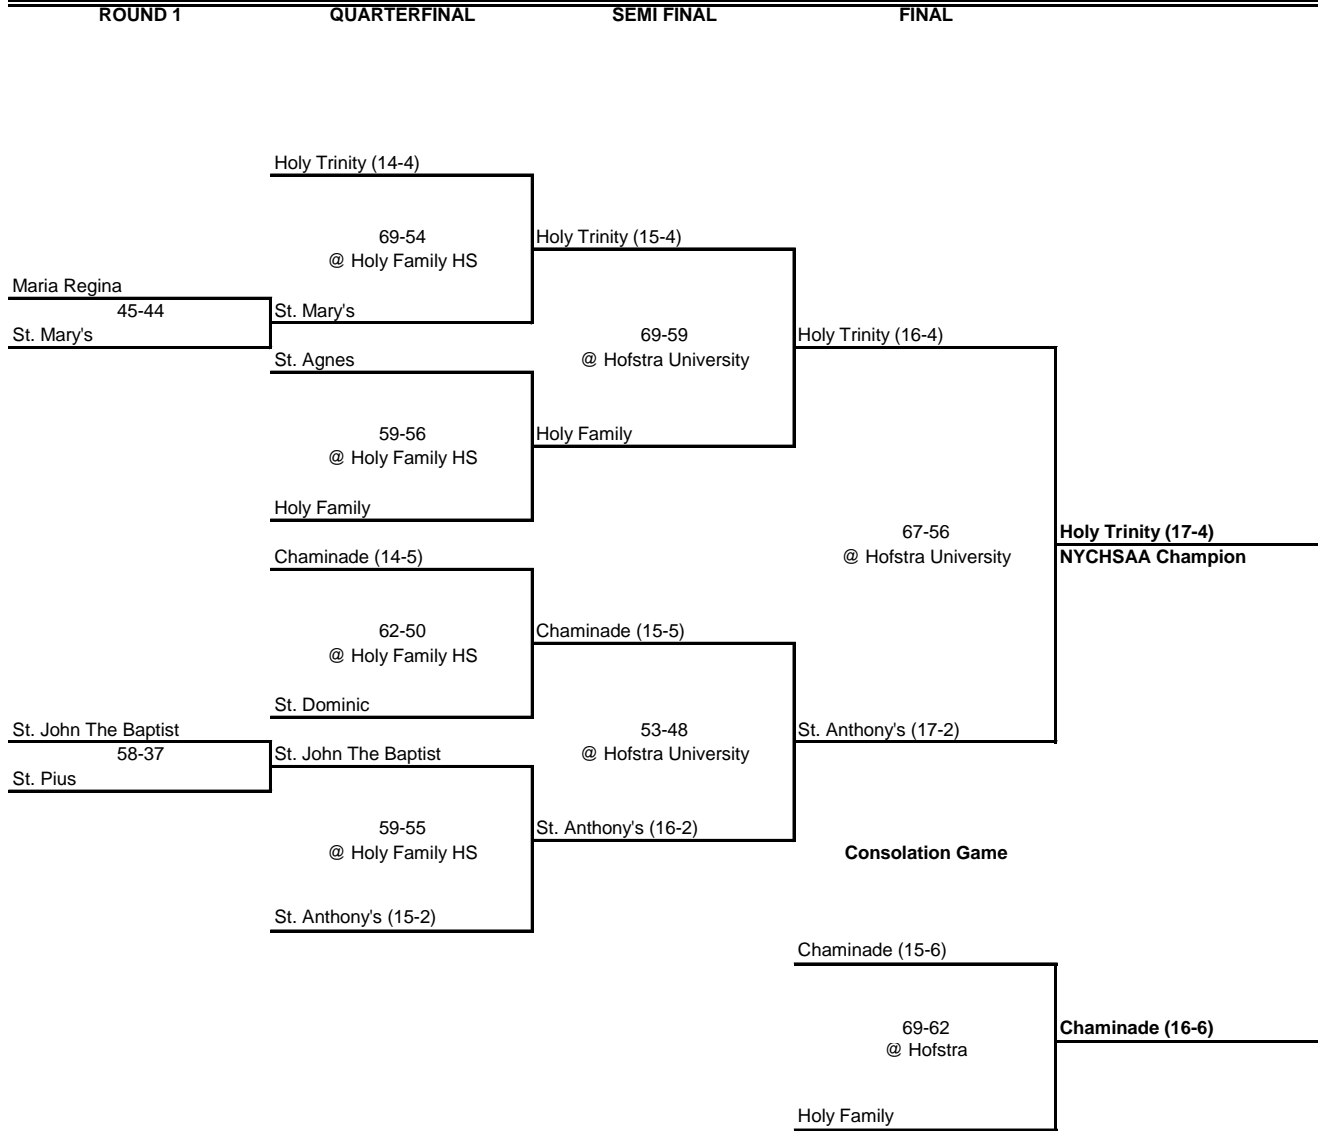 ROUND 1 QUARTERFINAL SEMI FINAL FINAL
Holy Trinity (14-4)
69-54 Holy Trinity (15-4)
@ Holy Family HS
Maria Regina
45-44 St. Mary's
St. Mary's 69-59 Holy Trinity (16-4)
St. Agnes @ Hofstra University
59-56 Holy Family
@ Holy Family HS
Holy Family
67-56 Holy Trinity (17-4)
Chaminade (14-5) @ Hofstra University NYCHSAA Champion
62-50 Chaminade (15-5)
@ Holy Family HS
St. Dominic
St. John The Baptist 53-48 St. Anthony's (17-2)
58-37 St. John The Baptist @ Hofstra University
St. Pius
59-55 St. Anthony's (16-2)
@ Holy Family HS Consolation Game
St. Anthony's (15-2)
Chaminade (15-6)
69-62 Chaminade (16-6)
@ Hofstra
Holy Family